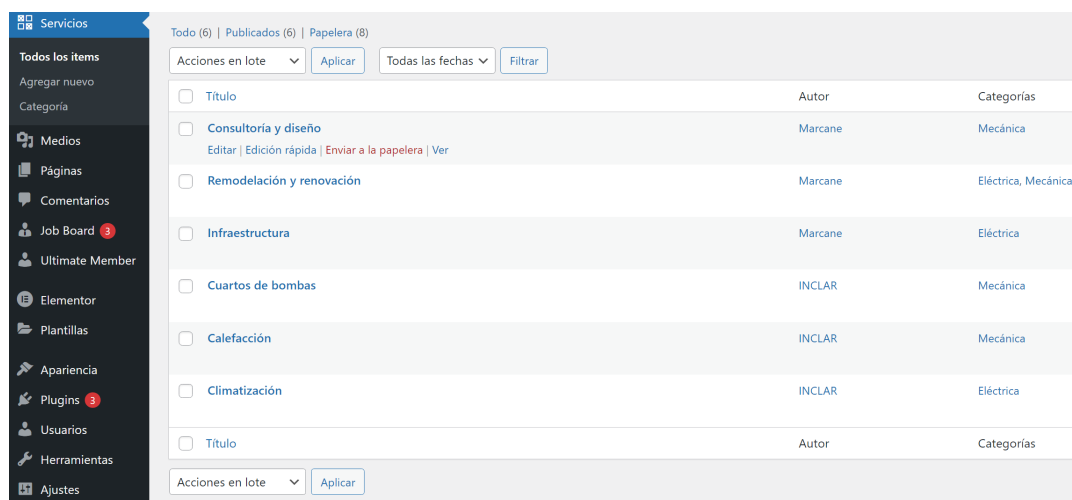 Servicios
Todos los items
Agregar nuevo
Categoría
Medios
Páginas
Comentarios
Job Board 3
Ultimate Member
Elementor
Plantillas
Apariencia
Plugins 3
Usuarios
Herramientas
Ajustes
Todo (6) | Publicados (6) | Papelera (8)
Acciones en lote Aplicar Todas las fechas Filtrar
Título Autor Categorías
Consultoría y diseño Marcane Mecánica
Editar | Edición rápida | Enviar a la papelera | Ver
Remodelación y renovación Marcane Eléctrica, Mecánica
Infraestructura Marcane Eléctrica
Cuartos de bombas INCLAR Mecánica
Calefacción INCLAR Mecánica
Climatización INCLAR Eléctrica
Título Autor Categorías
Acciones en lote Aplicar